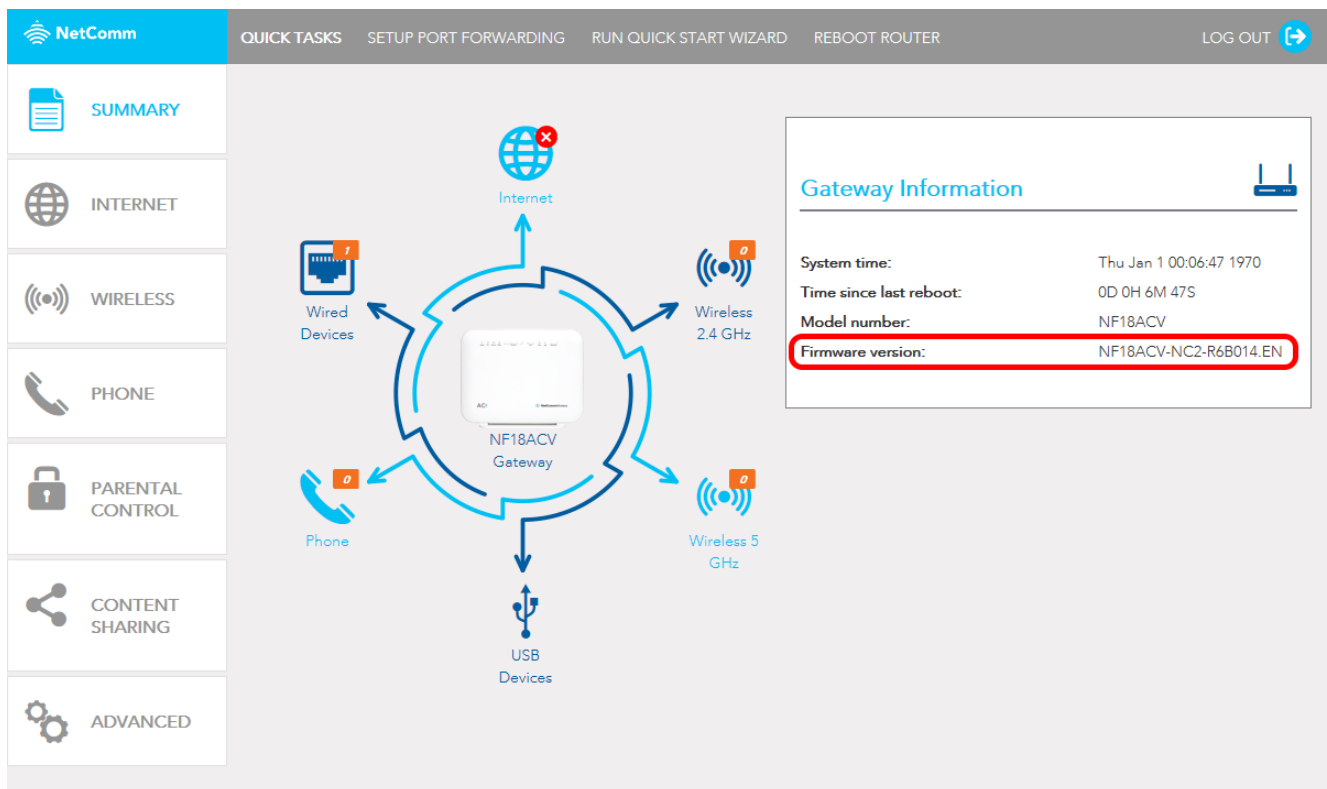 NetComm
QUICK TASKS SETUP PORT FORWARDING RUN QUICK START WIZARD REBOOT ROUTER LOG OUT
SUMMARY
INTERNET
WIRELESS
PHONE
PARENTAL
CONTROL
CONTENT
SHARING
ADVANCED
Internet
1
Wired
Devices
0
Wireless
2.4 GHz
NF18ACV
Gateway
0
Phone
0
Wireless 5
GHz
USB
Devices
Gateway Information
System time: Thu Jan 1 00:06:47 1970
Time since last reboot: 0D 0H 6M 47S
Model number: NF18ACV
Firmware version: NF18ACV-NC2-R6B014.EN